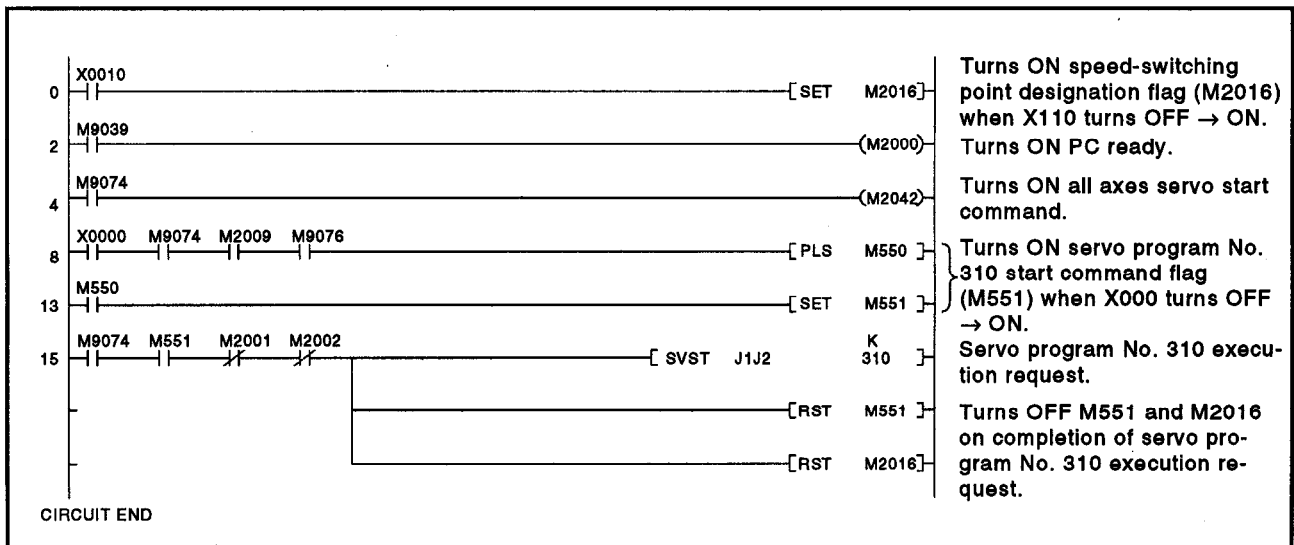 X0010
0 [ SET M2016 ]
Turns ON speed-switching
point designation flag (M2016)
when X110 turns OFF → ON.
M9039
2 (M2000)
Turns ON PC ready.
M9074
4 (M2042)
Turns ON all axes servo start
command.
X0000 M9074 M2009 M9076
8 [ PLS M550 ]
Turns ON servo program No.
310 start command flag
(M551) when X000 turns OFF
→ ON.
M550
13 [ SET M551 ]
M9074 M551 M2001 M2002
15 [ SVST J1J2 K 310 ]
Servo program No. 310 execu-
tion request.
[ RST M551 ]
[ RST M2016 ]
Turns OFF M551 and M2016
on completion of servo pro-
gram No. 310 execution re-
quest.
CIRCUIT END